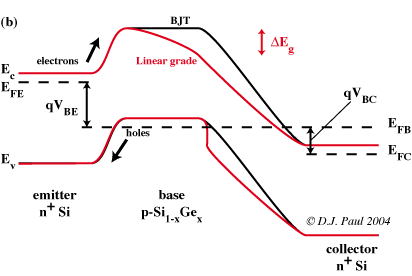 (b)
BJT
electrons
Linear grade
ΔEg
Ec
EFE
qVBE
qVBC
holes
EFB
EFC
Ev
emitter
n+ Si
base
p-Si1-xGex
© D.J. Paul 2004
collector
n+ Si